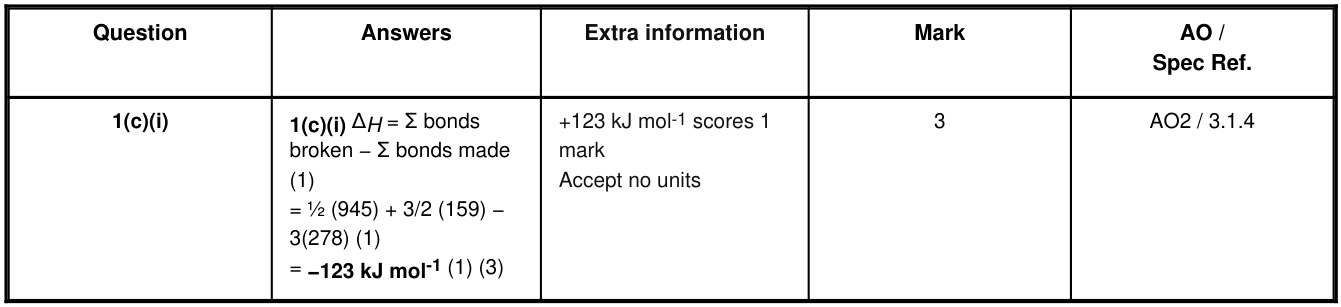 Question Answers Extra information Mark AO /
Spec Ref.
1(c)(i) 1(c)(i) ΔH = Σ bonds +123 kJ mol⁻¹ scores 1 3 AO2 / 3.1.4
broken – Σ bonds made mark
(1) Accept no units
= ½ (945) + 3/2 (159) –
3(278) (1)
= –123 kJ mol⁻¹ (1) (3)